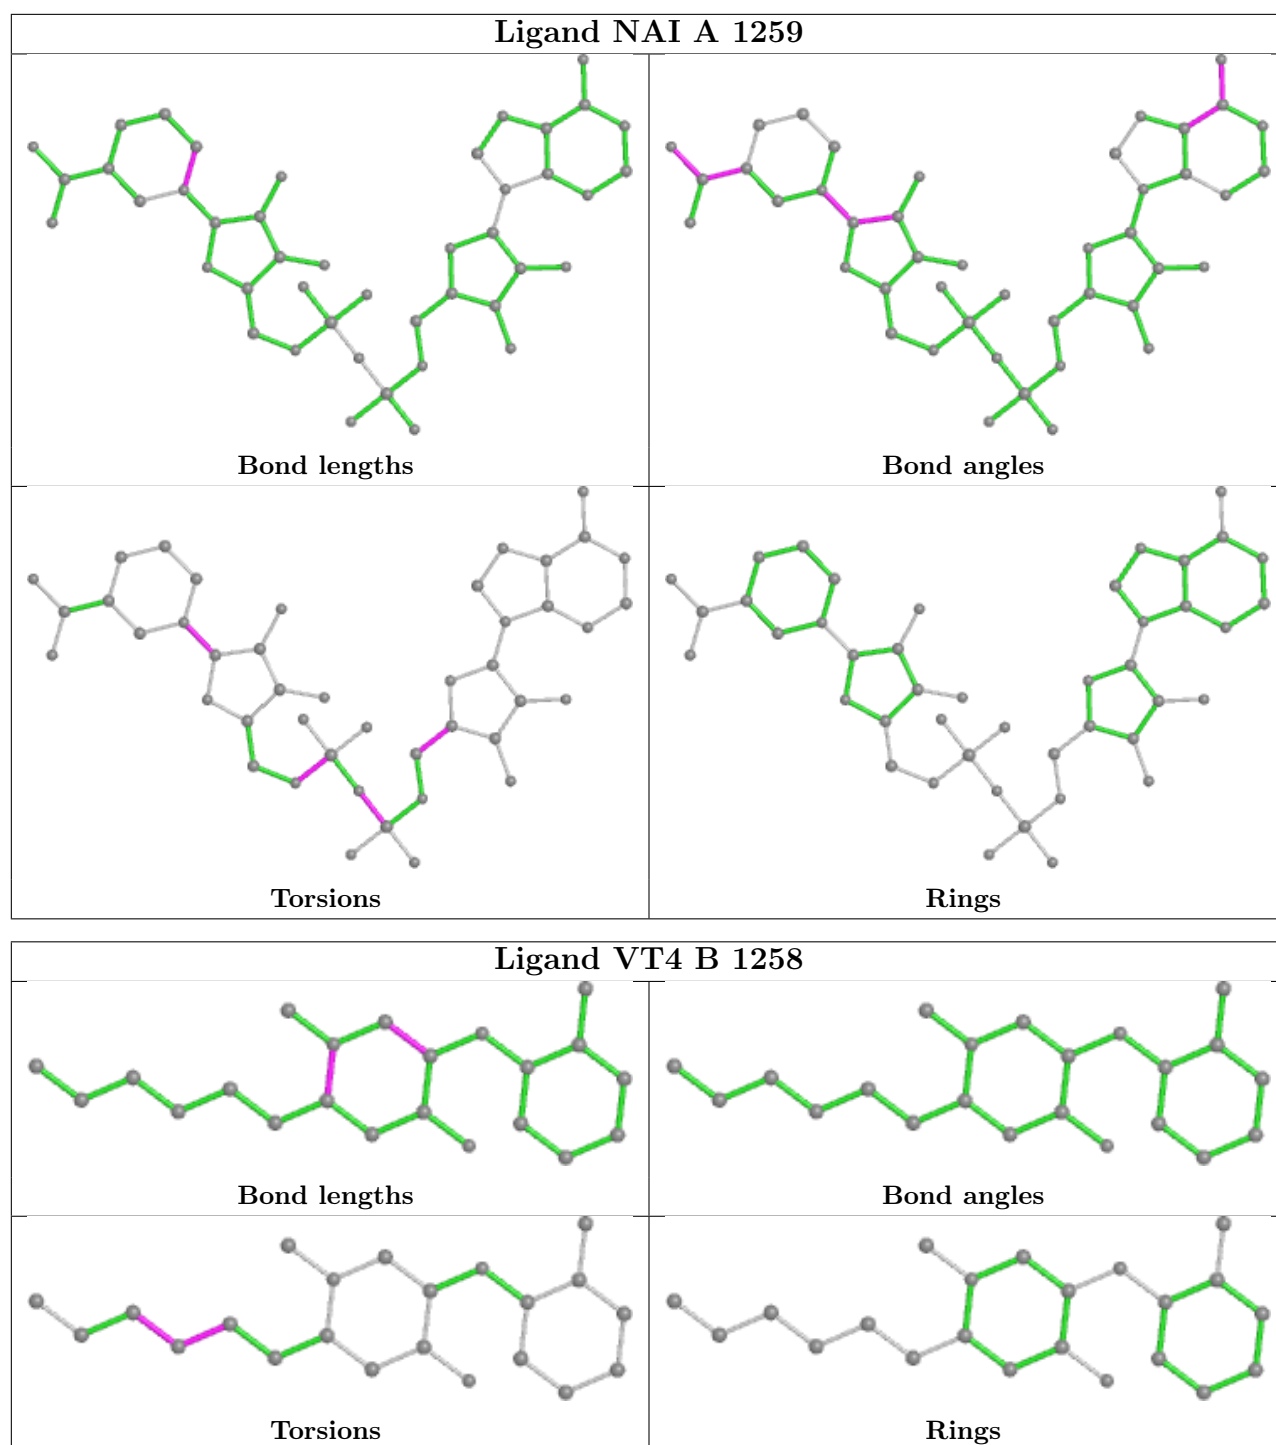 Ligand NAI A 1259
Bond lengths
Bond angles
Torsions
Rings
Ligand VT4 B 1258
Bond lengths
Bond angles
Torsions
Rings